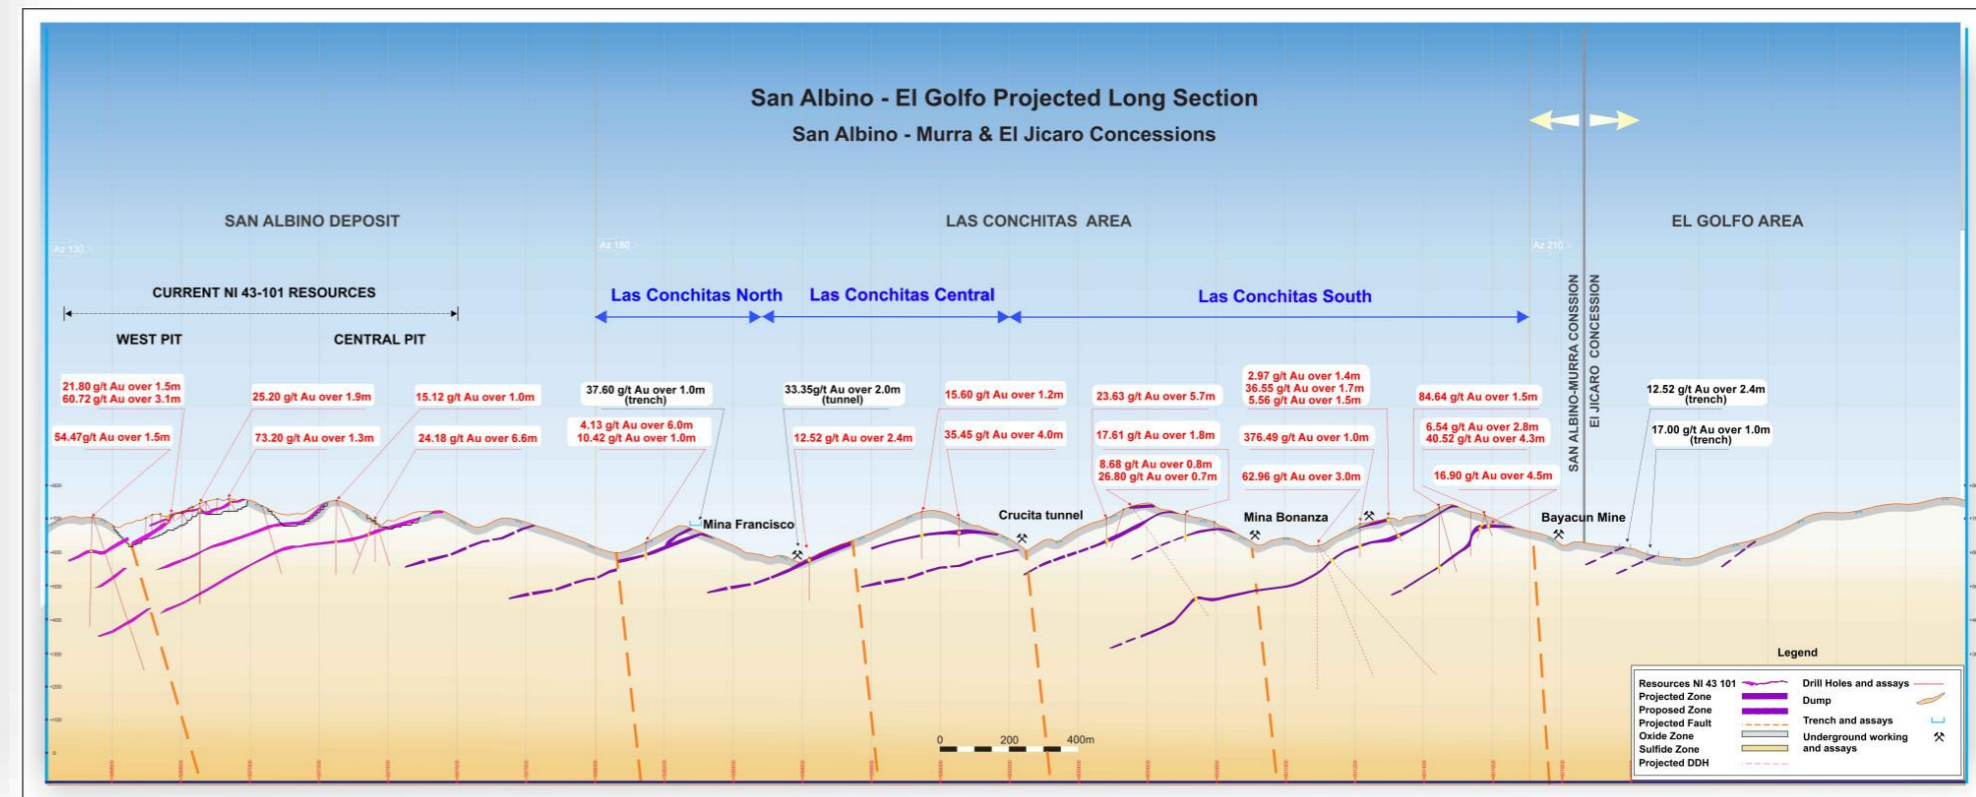 San Albino - El Golfo Projected Long Section
San Albino - Murra & El Jicaro Concessions
SAN ALBINO DEPOSIT
LAS CONCHITAS AREA
EL GOLFO AREA
Az 130
Az 180
Az 210
CURRENT NI 43-101 RESOURCES
WEST PIT
CENTRAL PIT
Las Conchitas North
Las Conchitas Central
Las Conchitas South
SAN ALBINO-MURRA CONSSION
El JICARO CONCESSION
21.80 g/t Au over 1.5m
60.72 g/t Au over 3.1m
54.47g/t Au over 1.5m
25.20 g/t Au over 1.9m
73.20 g/t Au over 1.3m
15.12 g/t Au over 1.0m
24.18 g/t Au over 6.6m
37.60 g/t Au over 1.0m
(trench)
4.13 g/t Au over 6.0m
10.42 g/t Au over 1.0m
33.35g/t Au over 2.0m
(tunnel)
12.52 g/t Au over 2.4m
15.60 g/t Au over 1.2m
35.45 g/t Au over 4.0m
23.63 g/t Au over 5.7m
17.61 g/t Au over 1.8m
8.68 g/t Au over 0.8m
26.80 g/t Au over 0.7m
2.97 g/t Au over 1.4m
36.55 g/t Au over 1.7m
5.56 g/t Au over 1.5m
376.49 g/t Au over 1.0m
62.96 g/t Au over 3.0m
84.64 g/t Au over 1.5m
6.54 g/t Au over 2.8m
40.52 g/t Au over 4.3m
16.90 g/t Au over 4.5m
12.52 g/t Au over 2.4m
(trench)
17.00 g/t Au over 1.0m
(trench)
Mina Francisco
Crucita tunnel
Mina Bonanza
Bayacun Mine
0 200 400m
Legend
Resources NI 43 101
Projected Zone
Proposed Zone
Projected Fault
Oxide Zone
Sulfide Zone
Projected DDH
Drill Holes and assays
Dump
Trench and assays
Underground working
and assays